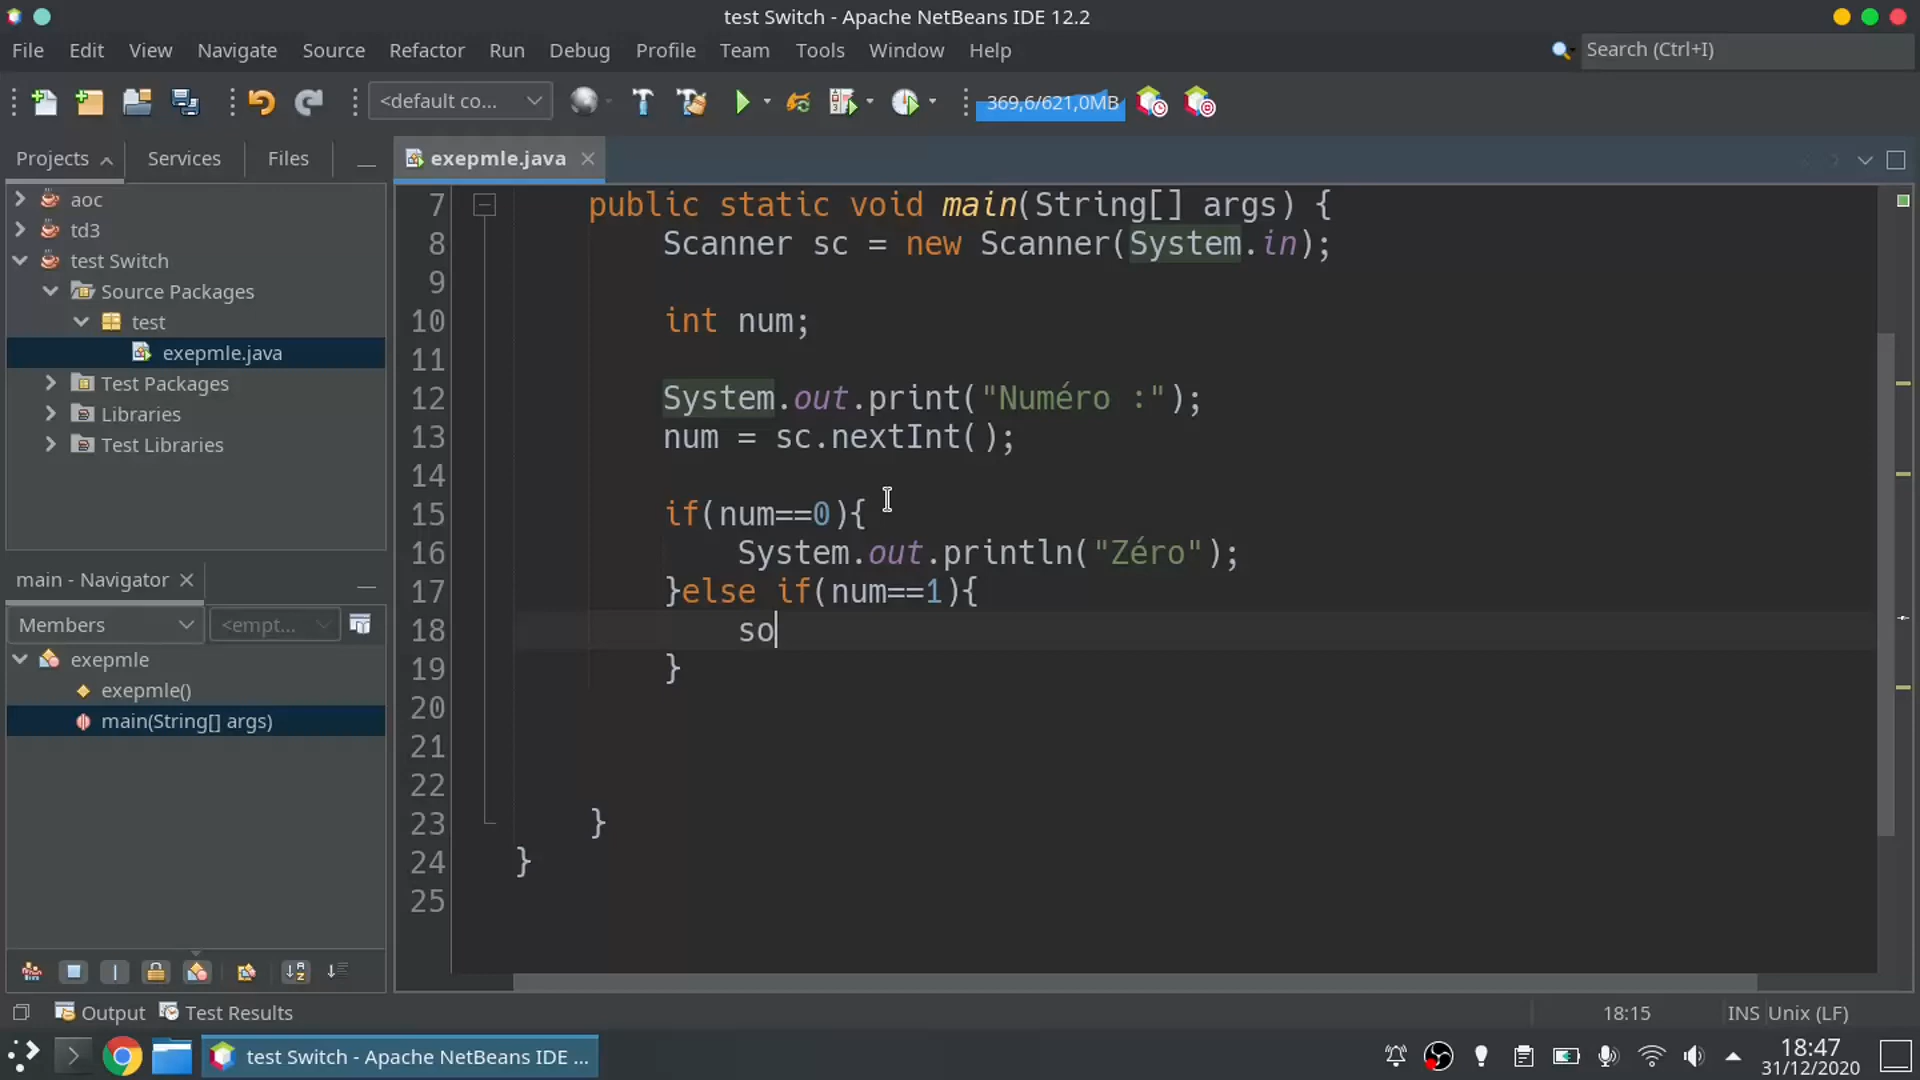 test Switch - Apache NetBeans IDE 12.2
File Edit View Navigate Source Refactor Run Debug Profile Team Tools Window Help
Search (Ctrl+I)
<default co...
369,6/621,0MB
Projects Services Files
exepmle.java
aoc
td3
test Switch
Source Packages
test
exepmle.java
Test Packages
Libraries
Test Libraries
main - Navigator
Members <empt...
exepmle
exepmle()
main(String[] args)
7 public static void main(String[] args) {
8 Scanner sc = new Scanner(System.in);
9
10 int num;
11
12 System.out.print("Numéro :");
13 num = sc.nextInt();
14
15 if(num==0){
16 System.out.println("Zéro");
17 }else if(num==1){
18 so
19 }
20
21
22
23 }
24 }
25
Output Test Results
18:15 INS Unix (LF)
test Switch - Apache NetBeans IDE ...
18:47
31/12/2020